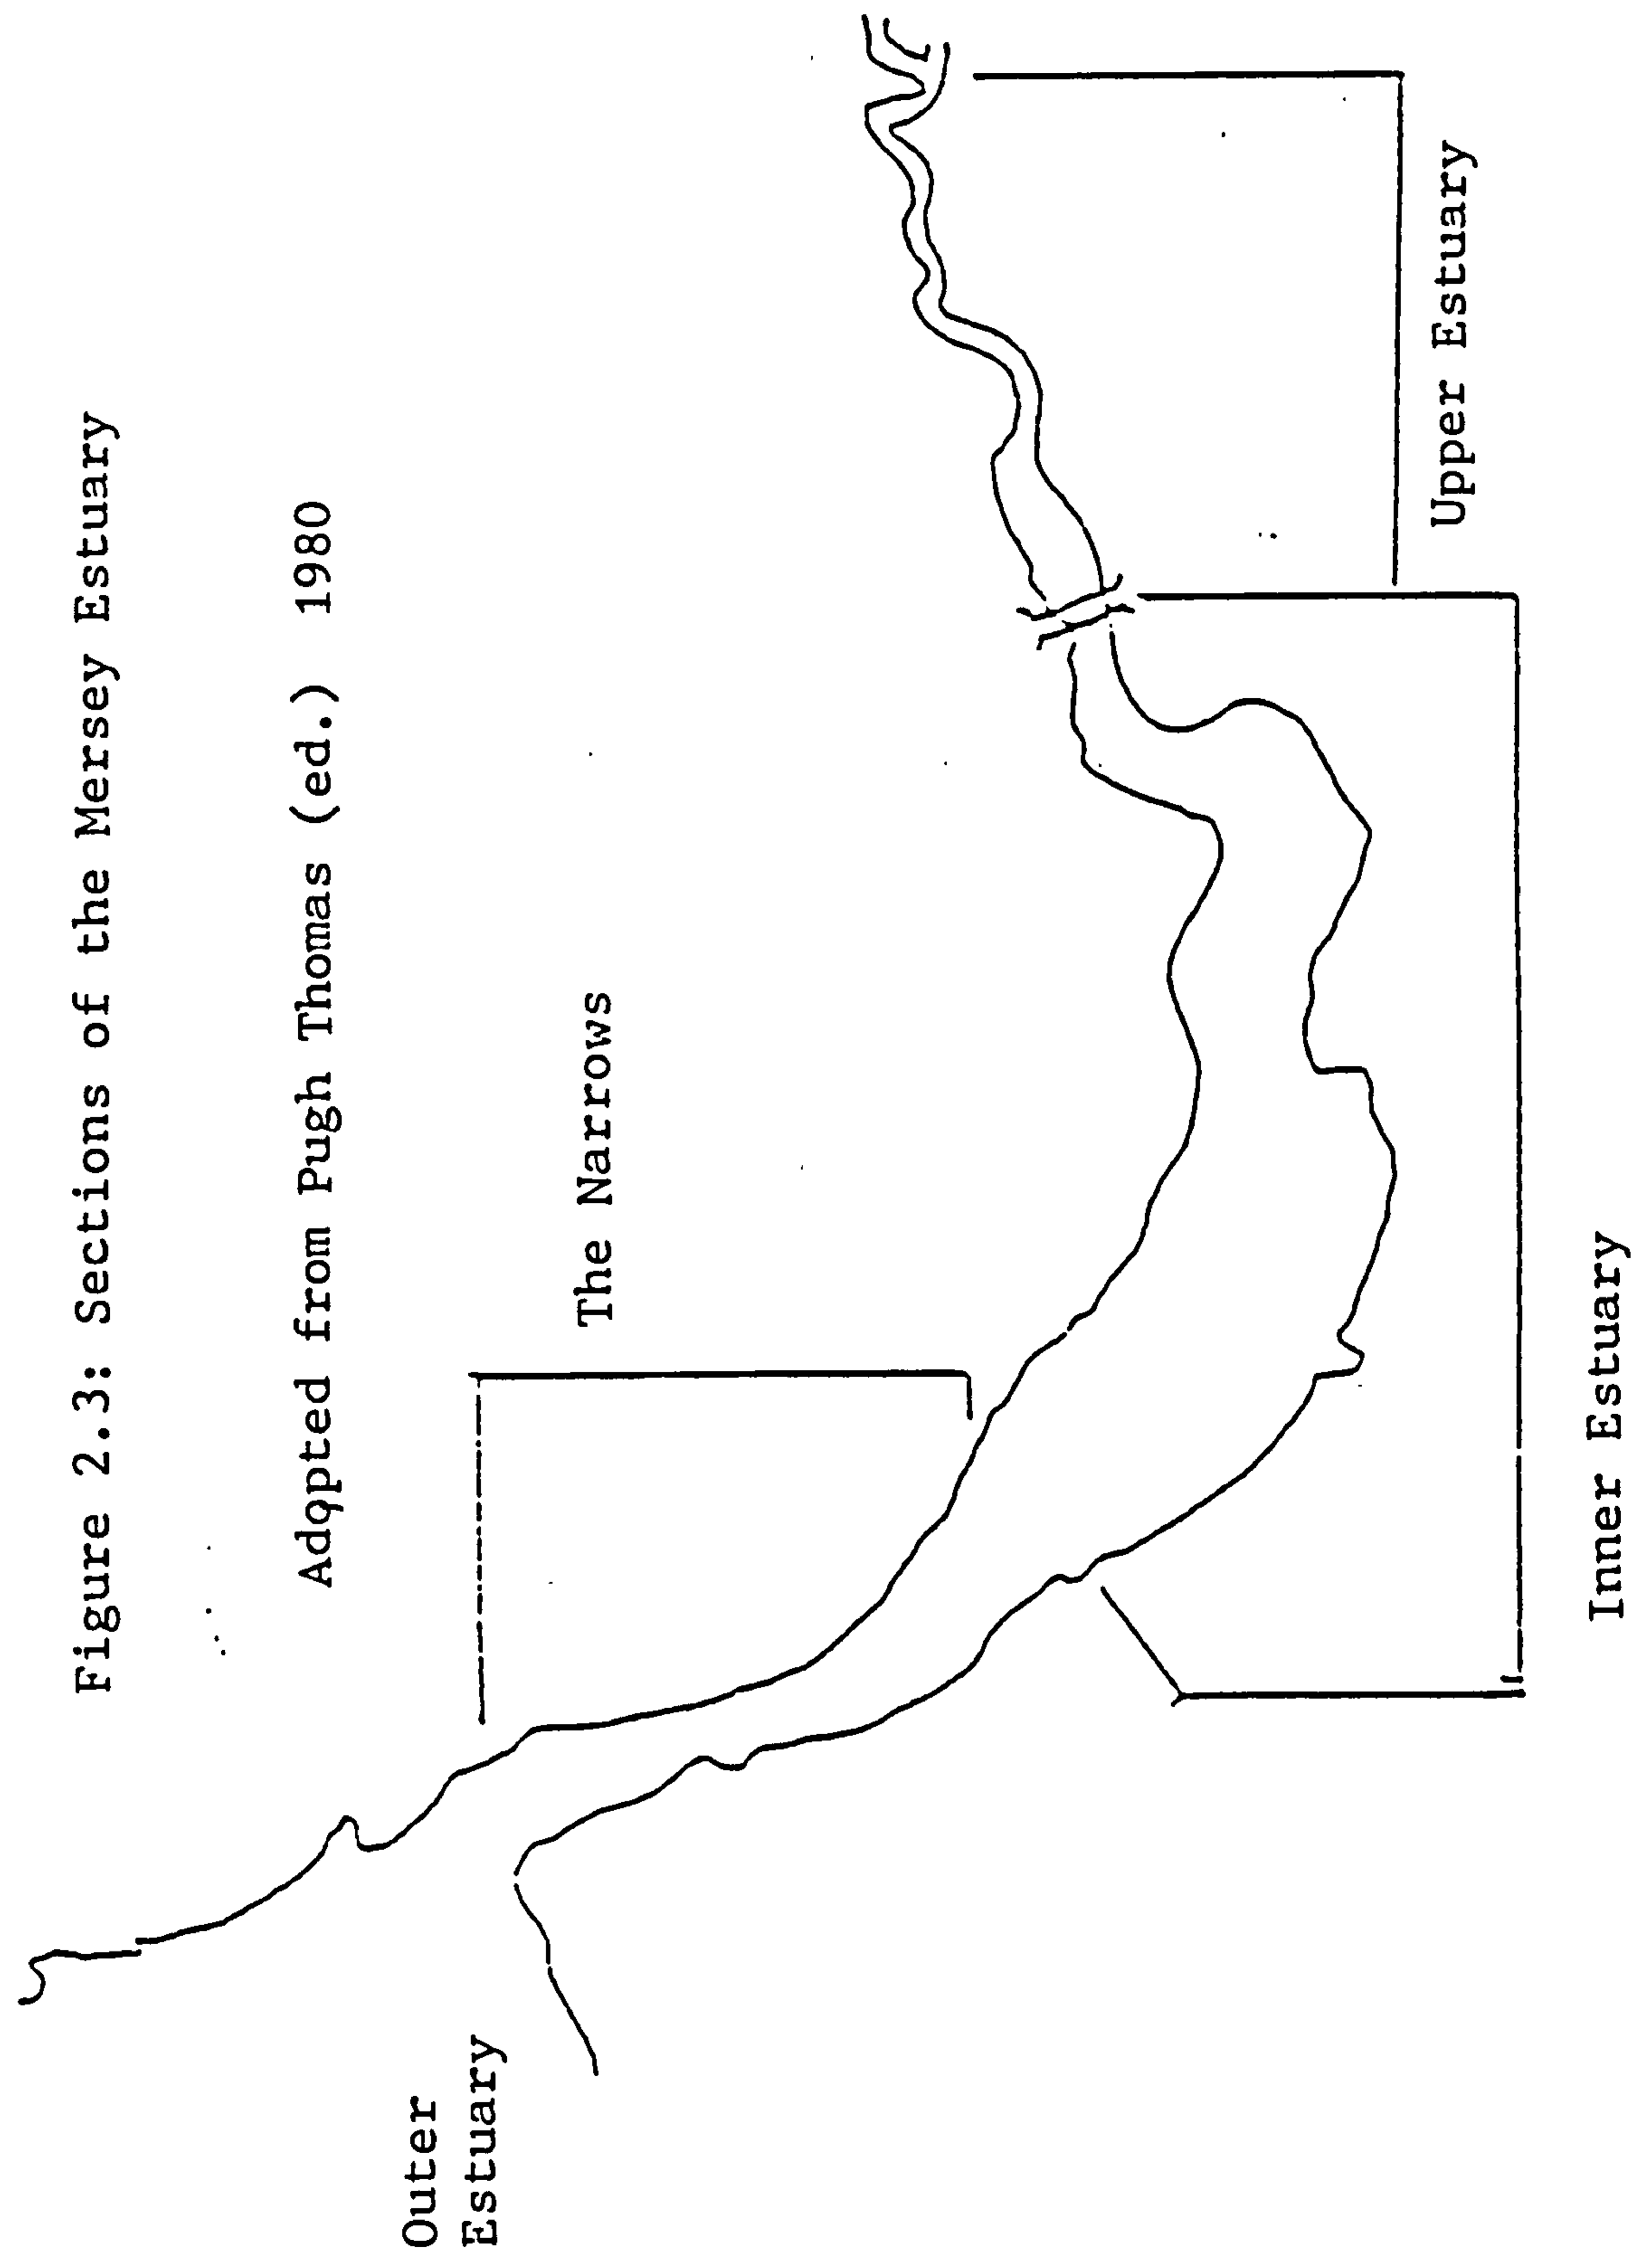 Figure 2.3: Sections of the Mersey Estuary
Adopted from Pugh Thomas (ed.) 1980
The Narrows
Outer
Estuary
Upper Estuary
Inner Estuary